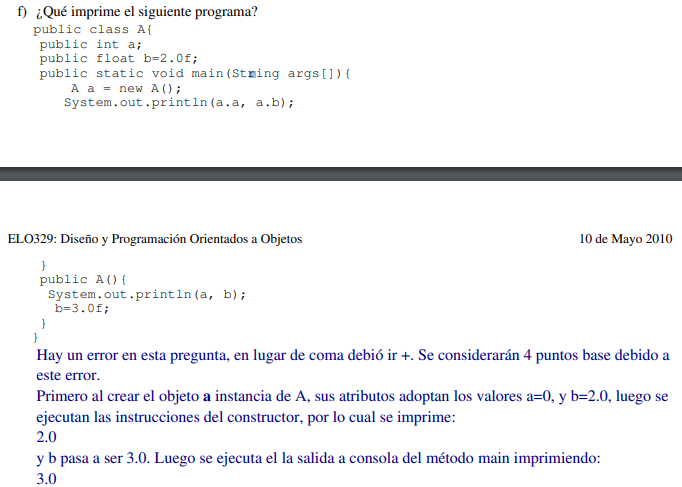 f) ¿Qué imprime el siguiente programa?
public class A{
public int a;
public float b=2.0f;
public static void main(String args[]){
A a = new A();
System.out.println(a.a, a.b);
ELO329: Diseño y Programación Orientados a Objetos 10 de Mayo 2010
}
public A(){
System.out.println(a, b);
b=3.0f;
}
}
Hay un error en esta pregunta, en lugar de coma debió ir +. Se considerarán 4 puntos base debido a
este error.
Primero al crear el objeto a instancia de A, sus atributos adoptan los valores a=0, y b=2.0, luego se
ejecutan las instrucciones del constructor, por lo cual se imprime:
2.0
y b pasa a ser 3.0. Luego se ejecuta el la salida a consola del método main imprimiendo:
3.0